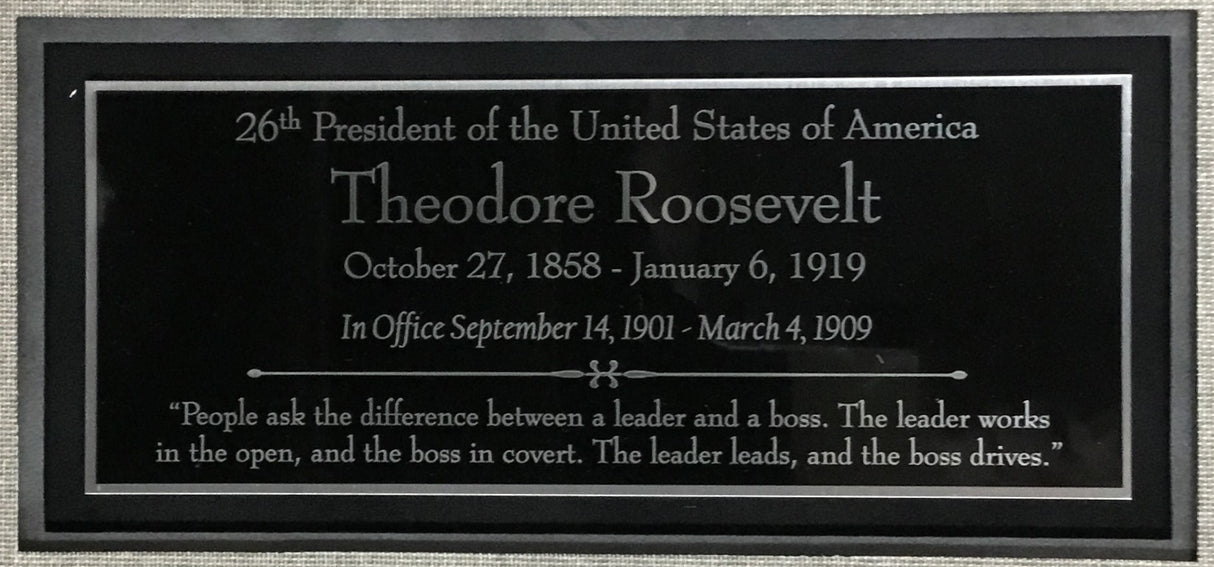 26th President of the United States of America
Theodore Roosevelt
October 27, 1858 - January 6, 1919
In Office September 14, 1901 - March 4, 1909
“People ask the difference between a leader and a boss. The leader works
in the open, and the boss in covert. The leader leads, and the boss drives.”